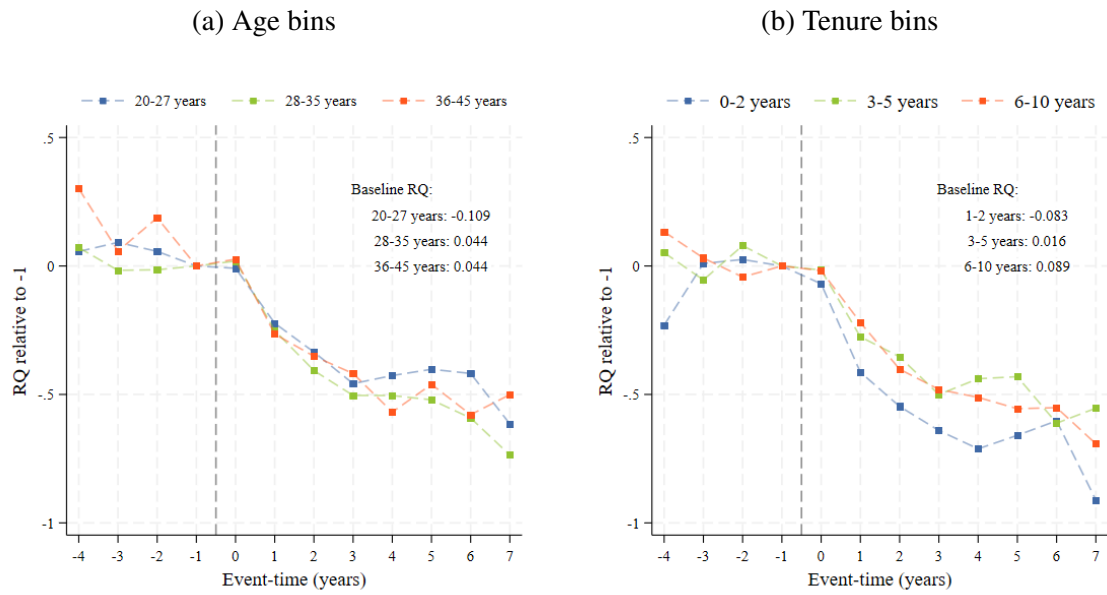 (a) Age bins
20-27 years
28-35 years
36-45 years
.5
0
-.5
-1
RQ relative to -1
Baseline RQ:
20-27 years: -0.109
28-35 years: 0.044
36-45 years: 0.044
-4 -3 -2 -1 0 1 2 3 4 5 6 7
Event-time (years)
(b) Tenure bins
0-2 years
3-5 years
6-10 years
.5
0
-.5
-1
RQ relative to -1
Baseline RQ:
1-2 years: -0.083
3-5 years: 0.016
6-10 years: 0.089
-4 -3 -2 -1 0 1 2 3 4 5 6 7
Event-time (years)